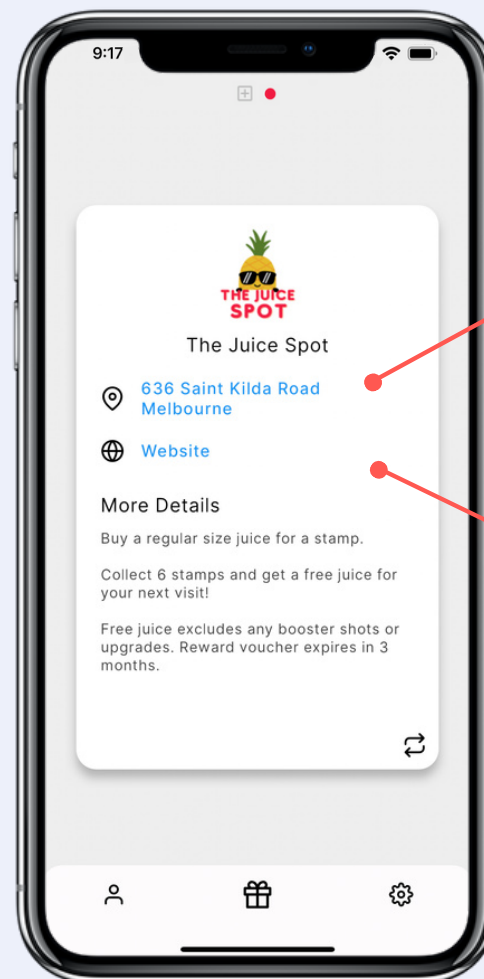 9:17
THE JUICE
SPOT
The Juice Spot
636 Saint Kilda Road
Melbourne
Website
More Details
Buy a regular size juice for a stamp.
Collect 6 stamps and get a free juice for
your next visit!
Free juice excludes any booster shots or
upgrades. Reward voucher expires in 3
months.